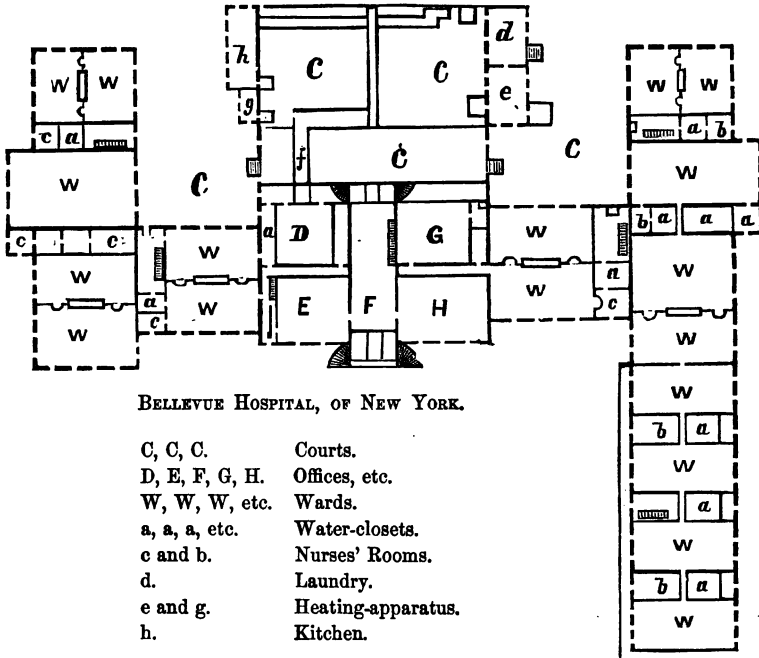 h C C d
W W W W
g e
c a a b
f C C
W C W
a D G W b a a a
c c W a
W W W
a E F H W c
W c W W
W
BELLEVUE HOSPITAL, OF NEW YORK.
b a
C, C, C. Courts.
D, E, F, G, H. Offices, etc.
W
W, W, W, etc. Wards.
a
a, a, a, etc. Water-closets.
c and b. Nurses' Rooms.
W
d. Laundry.
b a
e and g. Heating-apparatus.
W
h. Kitchen.